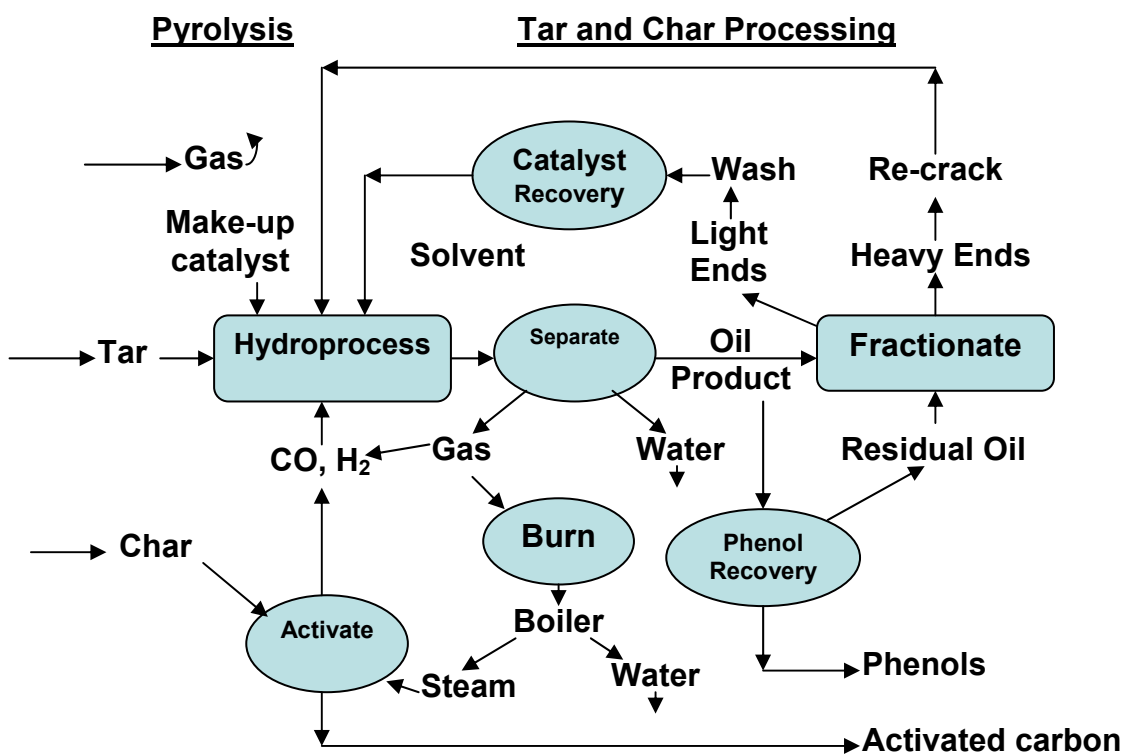 Pyrolysis
Tar and Char Processing
Gas
Catalyst
Recovery
Wash
Re-crack
Make-up
catalyst
Solvent
Light
Ends
Heavy Ends
Tar
Hydroprocess
Separate
Oil
Product
Fractionate
CO, H₂
Gas
Water
Residual Oil
Char
Burn
Phenol
Recovery
Activate
Boiler
Steam
Water
Phenols
Activated carbon